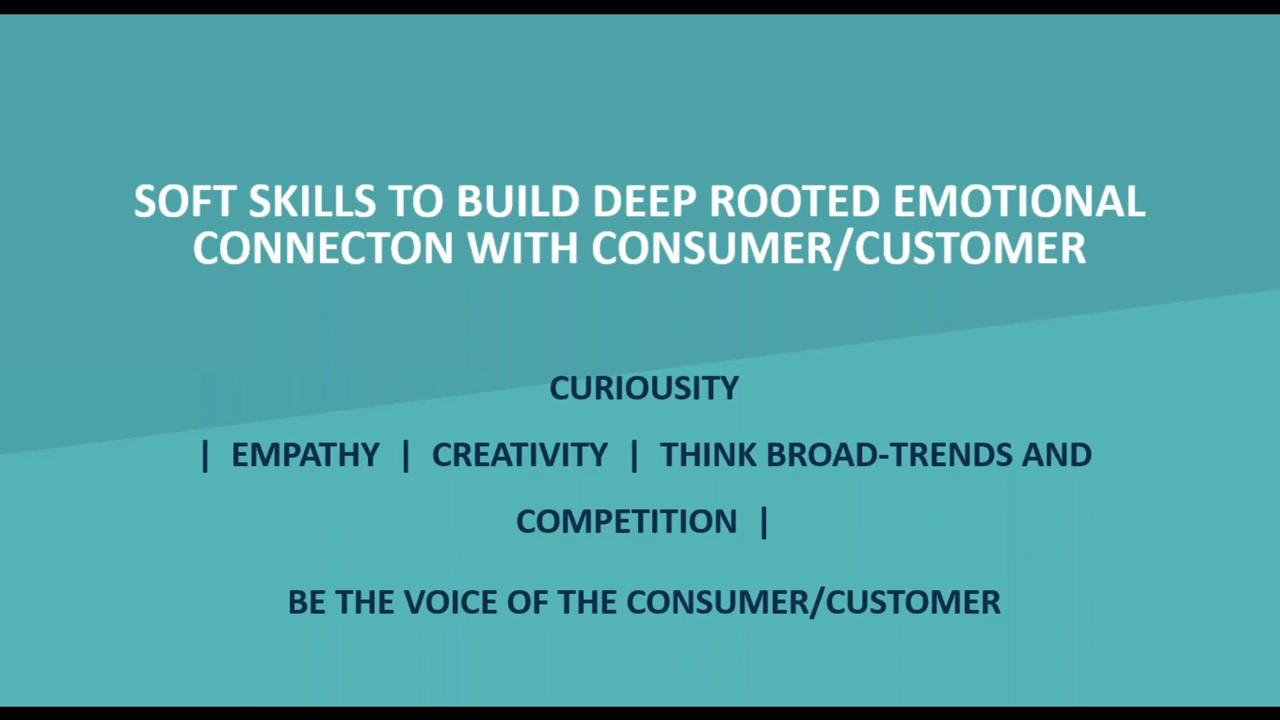 SOFT SKILLS TO BUILD DEEP ROOTED EMOTIONAL
CONNECTON WITH CONSUMER/CUSTOMER
CURIOUSITY
| EMPATHY | CREATIVITY | THINK BROAD-TRENDS AND
COMPETITION |
BE THE VOICE OF THE CONSUMER/CUSTOMER